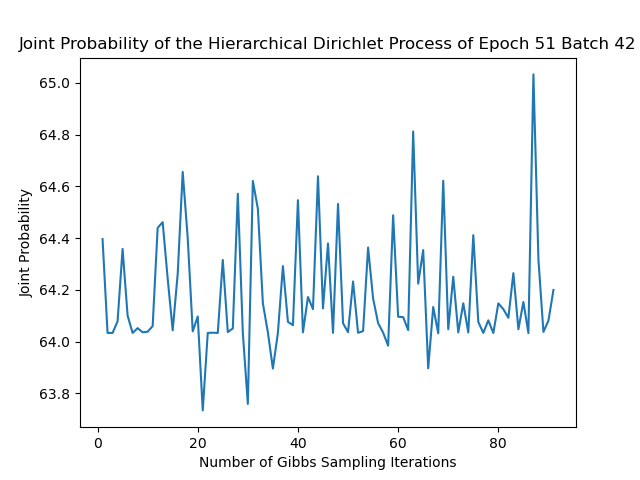 Joint Probability of the Hierarchical Dirichlet Process of Epoch 51 Batch 42
65.0
64.8
64.6
64.4
64.2
64.0
63.8
Joint Probability
0 20 40 60 80
Number of Gibbs Sampling Iterations